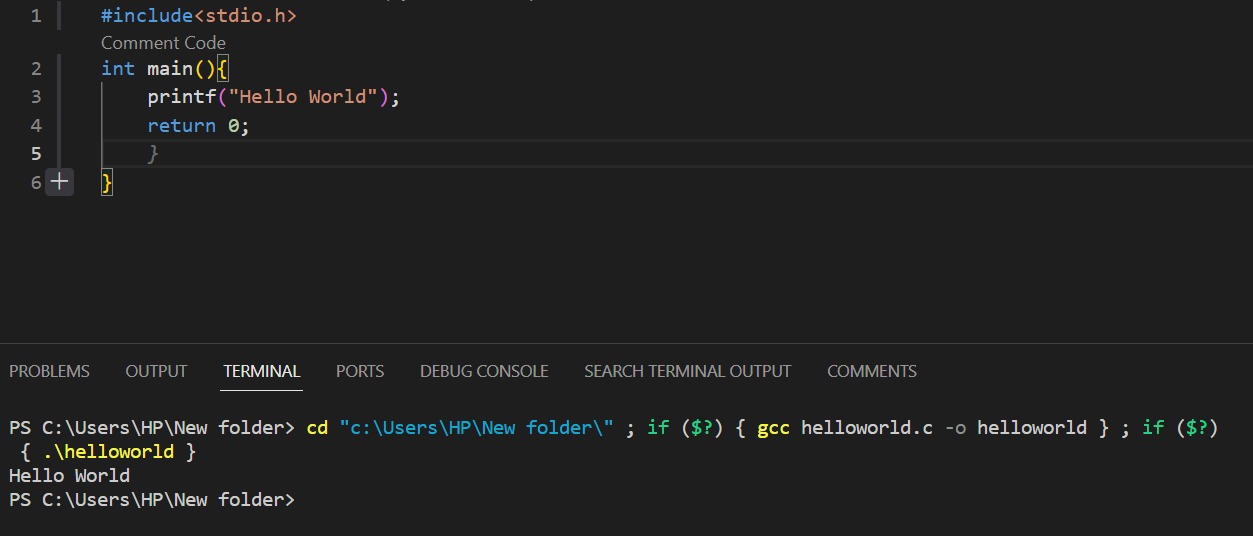 1 #include<stdio.h>
Comment Code
2 int main(){
3     printf("Hello World");
4     return 0;
5     }
6 + }
PROBLEMS OUTPUT TERMINAL PORTS DEBUG CONSOLE SEARCH TERMINAL OUTPUT COMMENTS
PS C:\Users\HP\New folder> cd "c:\Users\HP\New folder\" ; if ($?) { gcc helloworld.c -o helloworld } ; if ($?)
 { .\helloworld }
Hello World
PS C:\Users\HP\New folder>